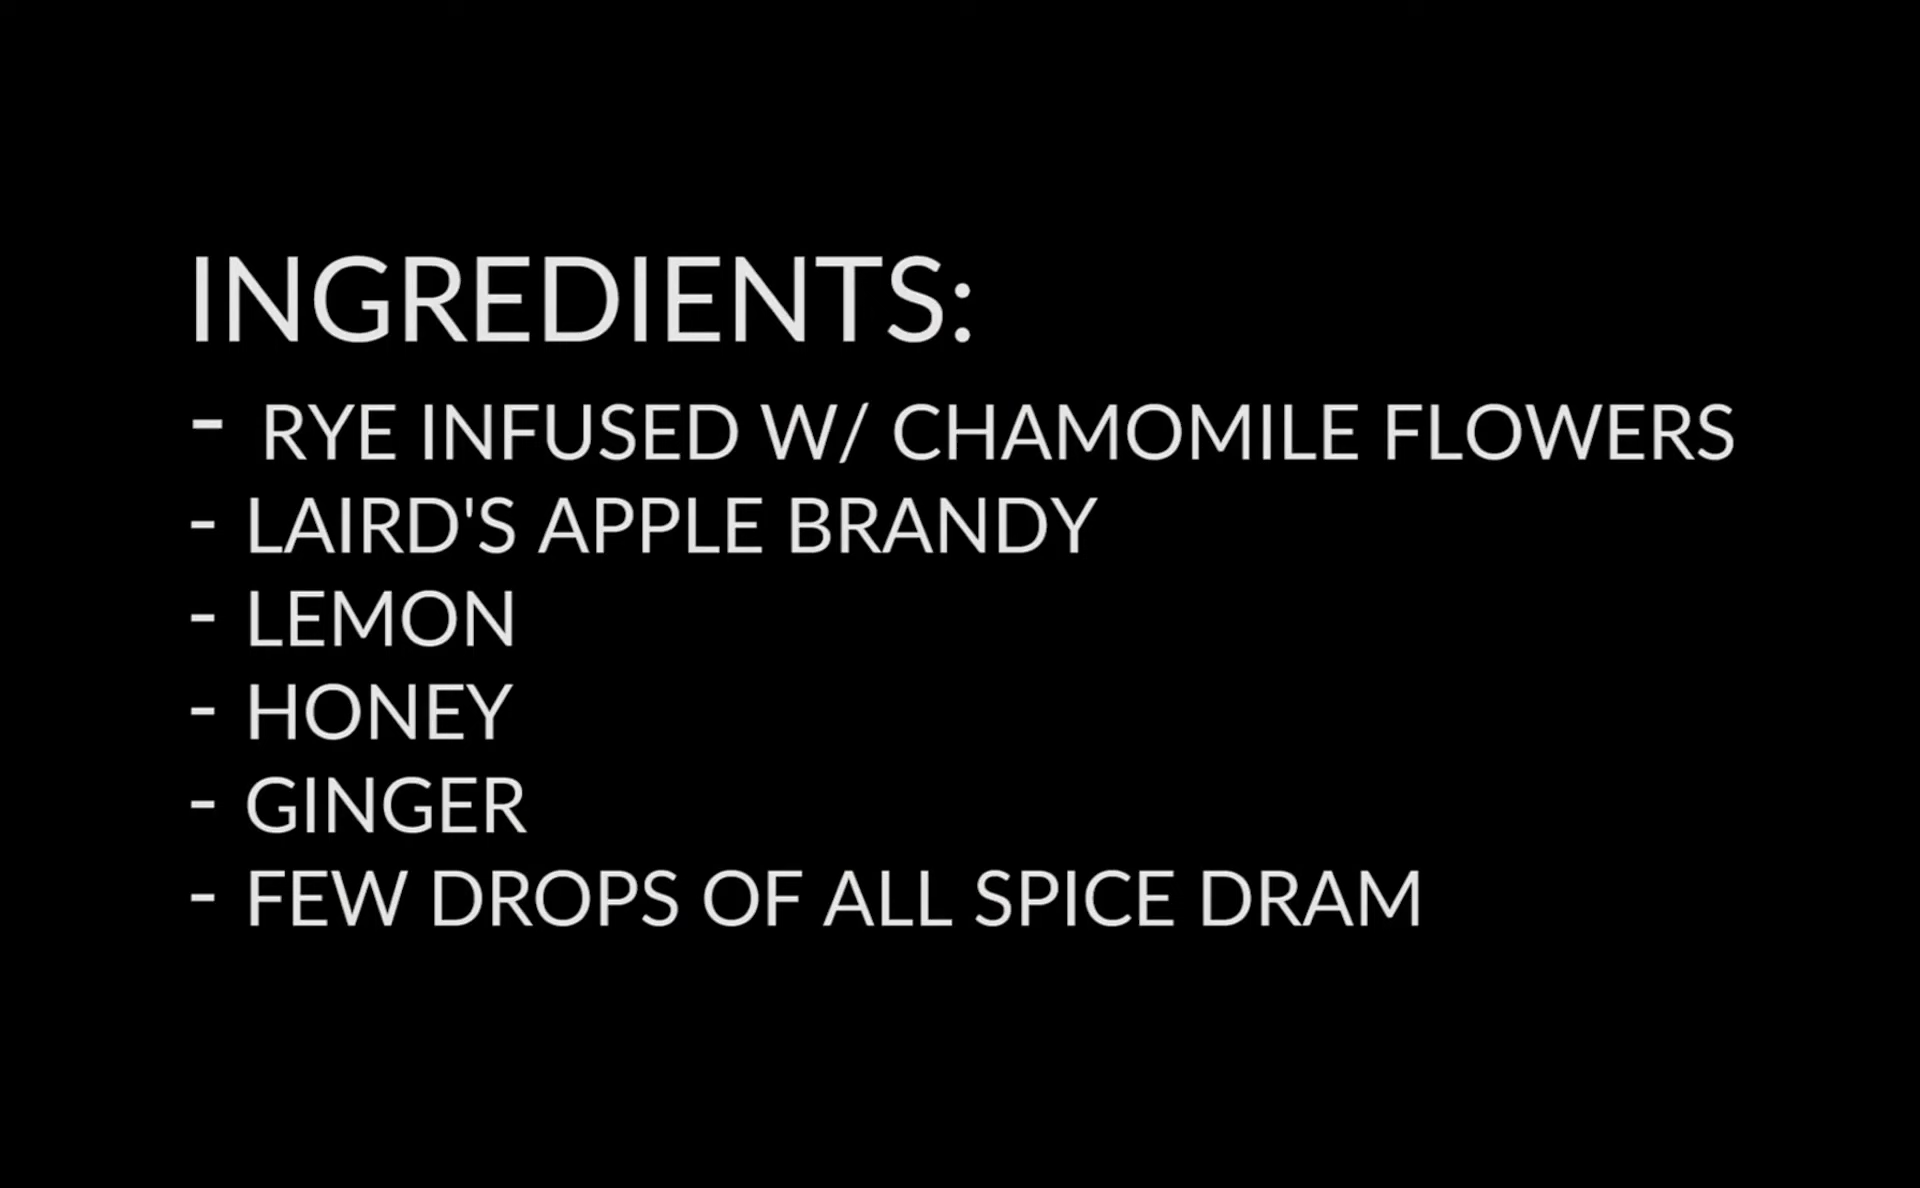 INGREDIENTS:
- RYE INFUSED W/ CHAMOMILE FLOWERS
- LAIRD'S APPLE BRANDY
- LEMON
- HONEY
- GINGER
- FEW DROPS OF ALL SPICE DRAM